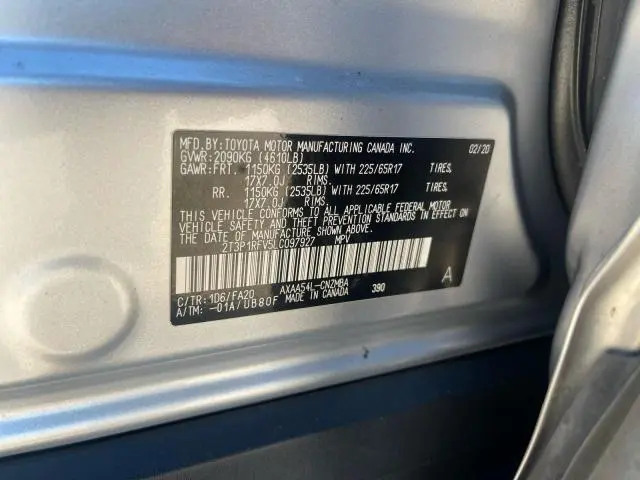 MFD.BY:TOYOTA MOTOR MANUFACTURING CANADA INC. 02/20
GVWR:2090KG (4610LB)
GAWR:FRT. 1150KG (2535LB) WITH 225/65R17 TIRES,
17X7.0J RIMS.
RR. 1150KG (2535LB) WITH 225/65R17 TIRES,
17X7.0J RIMS.
THIS VEHICLE CONFORMS TO ALL APPLICABLE FEDERAL MOTOR
VEHICLE SAFETY AND THEFT PREVENTION STANDARDS IN EFFECT
ON THE DATE OF MANUFACTURE SHOWN ABOVE.
2T3P1RFV5LC097927 MPV
C/TR:1D6/FA20 AXAA54L-CNZMBA A
A/TM:-01A/UB80F MADE IN CANADA 390